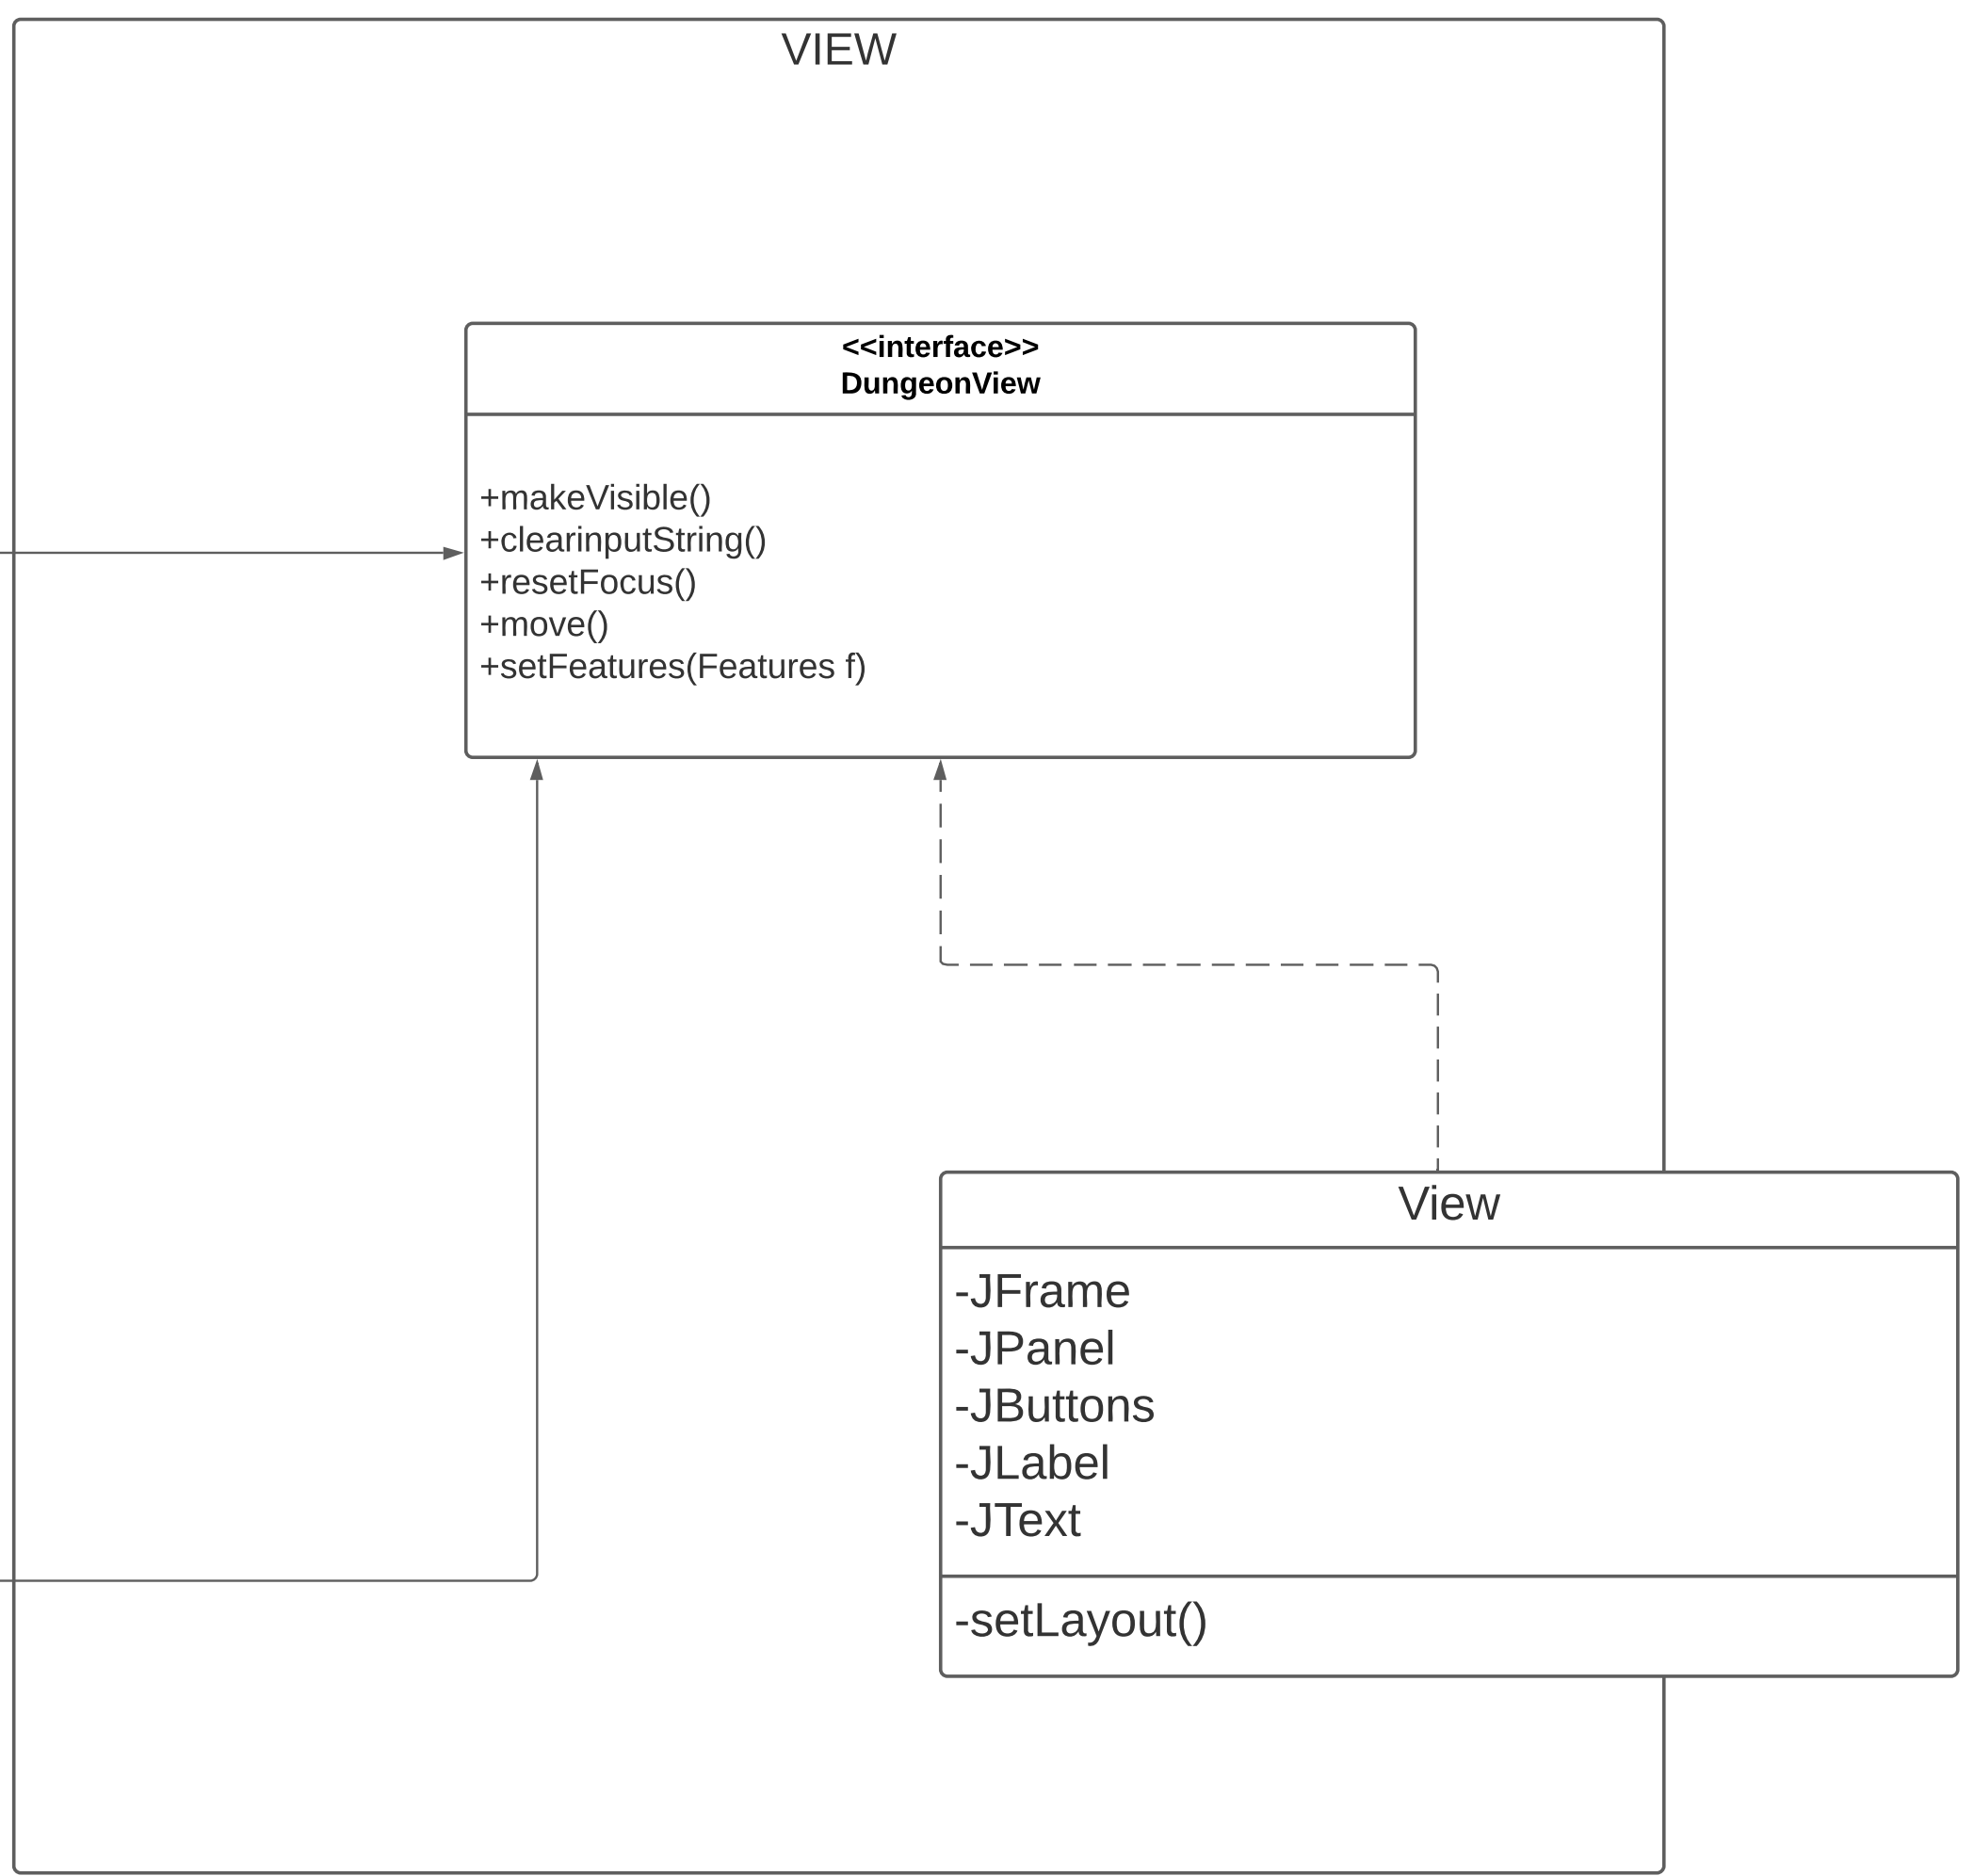 VIEW
<<interface>>
DungeonView
+makeVisible()
+clearinputString()
+resetFocus()
+move()
+setFeatures(Features f)
View
-JFrame
-JPanel
-JButtons
-JLabel
-JText
-setLayout()